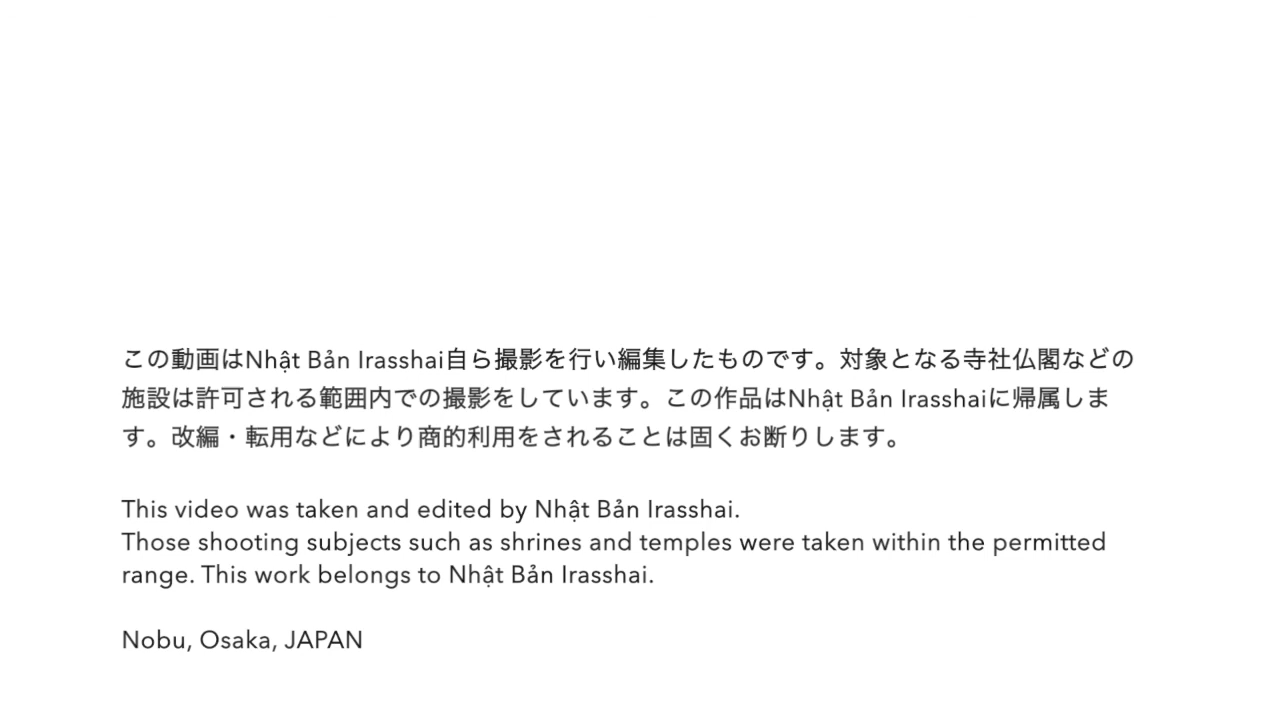 この動画はNhật Bản Irasshai自ら撮影を行い編集したものです。対象となる寺社仏閣などの
施設は許可される範囲内での撮影をしています。この作品はNhật Bản Irasshaiに帰属しま
す。改編・転用などにより商的利用をされることは固くお断りします。
This video was taken and edited by Nhật Bản Irasshai.
Those shooting subjects such as shrines and temples were taken within the permitted
range. This work belongs to Nhật Bản Irasshai.
Nobu, Osaka, JAPAN